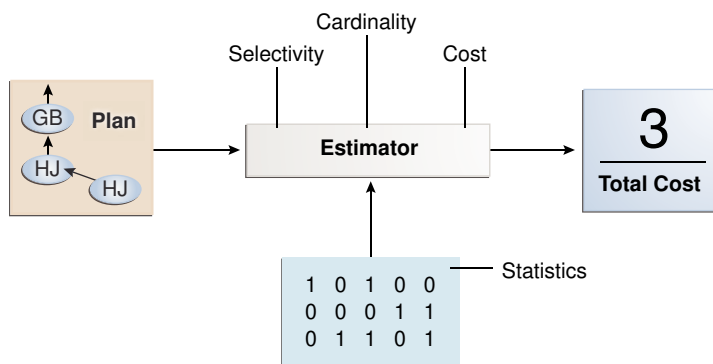 Cardinality
Selectivity
Cost
GB
Plan
HJ
HJ
Estimator
3
Total Cost
Statistics
1 0 1 0 0
0 0 0 1 1
0 1 1 0 1